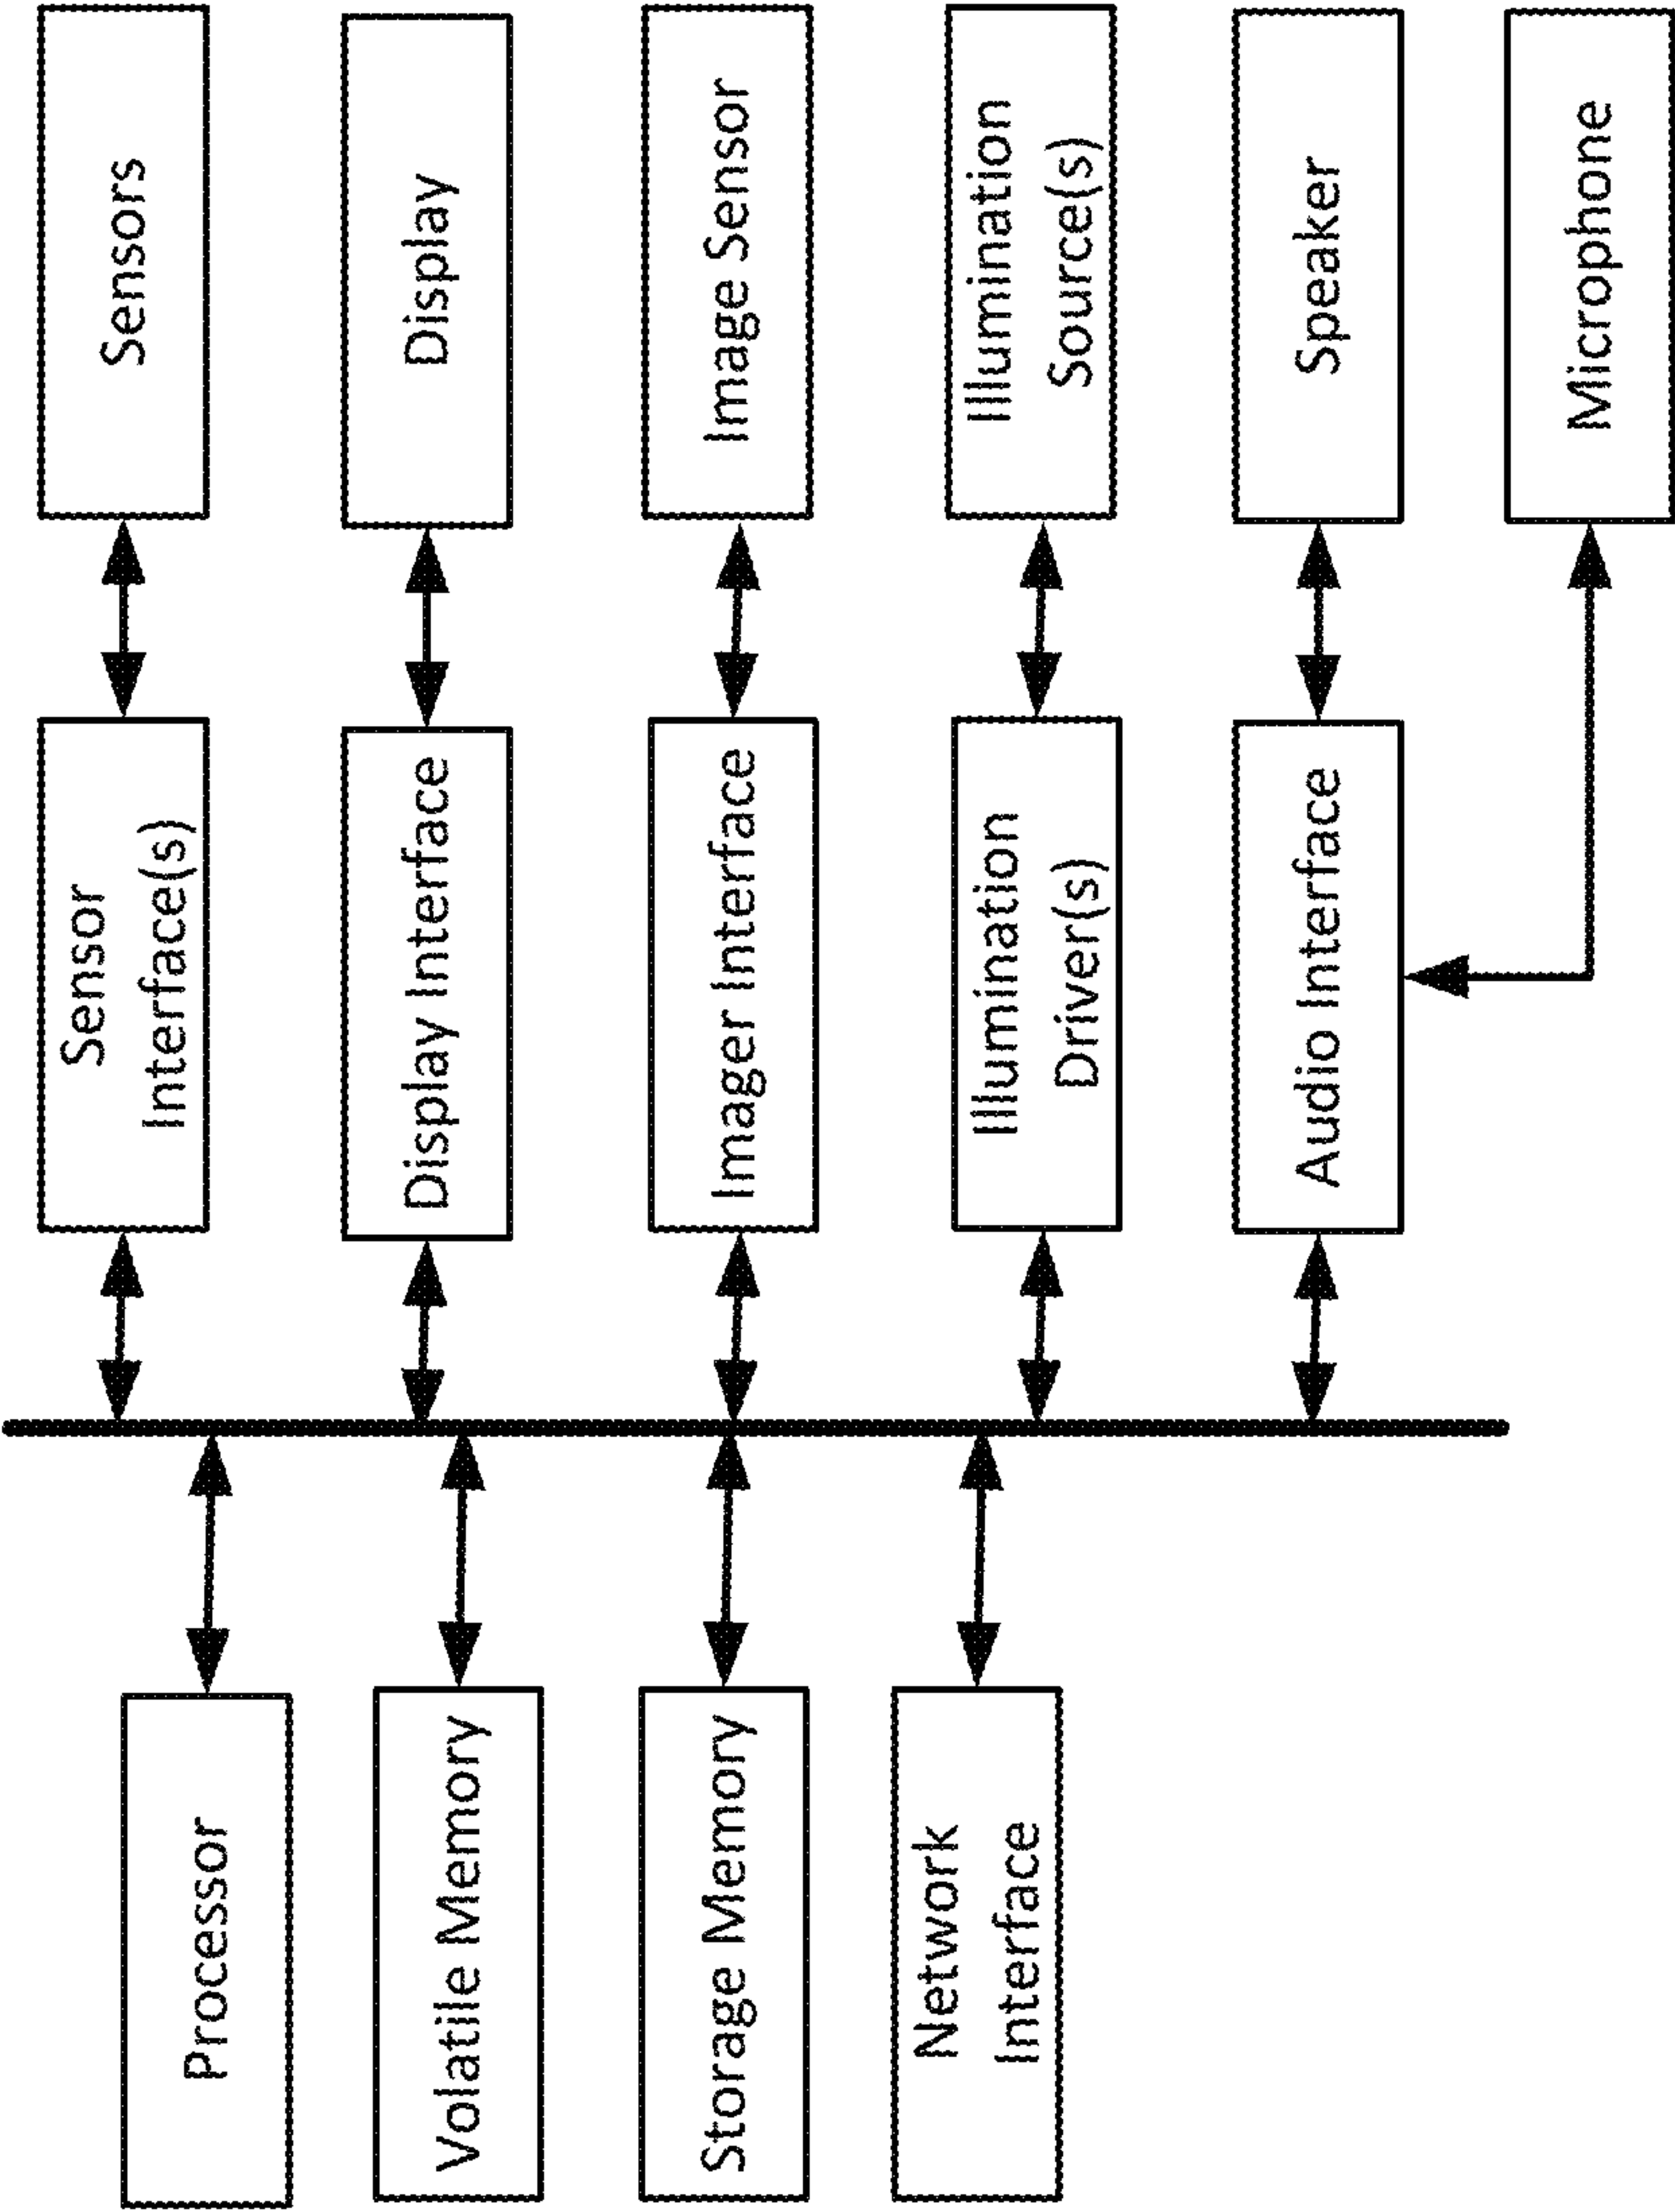 Processor
Volatile Memory
Storage Memory
Network
Interface
Sensor
Interface(s)
Display Interface
Imager Interface
Illumination
Driver(s)
Audio Interface
Sensors
Display
Image Sensor
Illumination
Source(s)
Speaker
Microphone